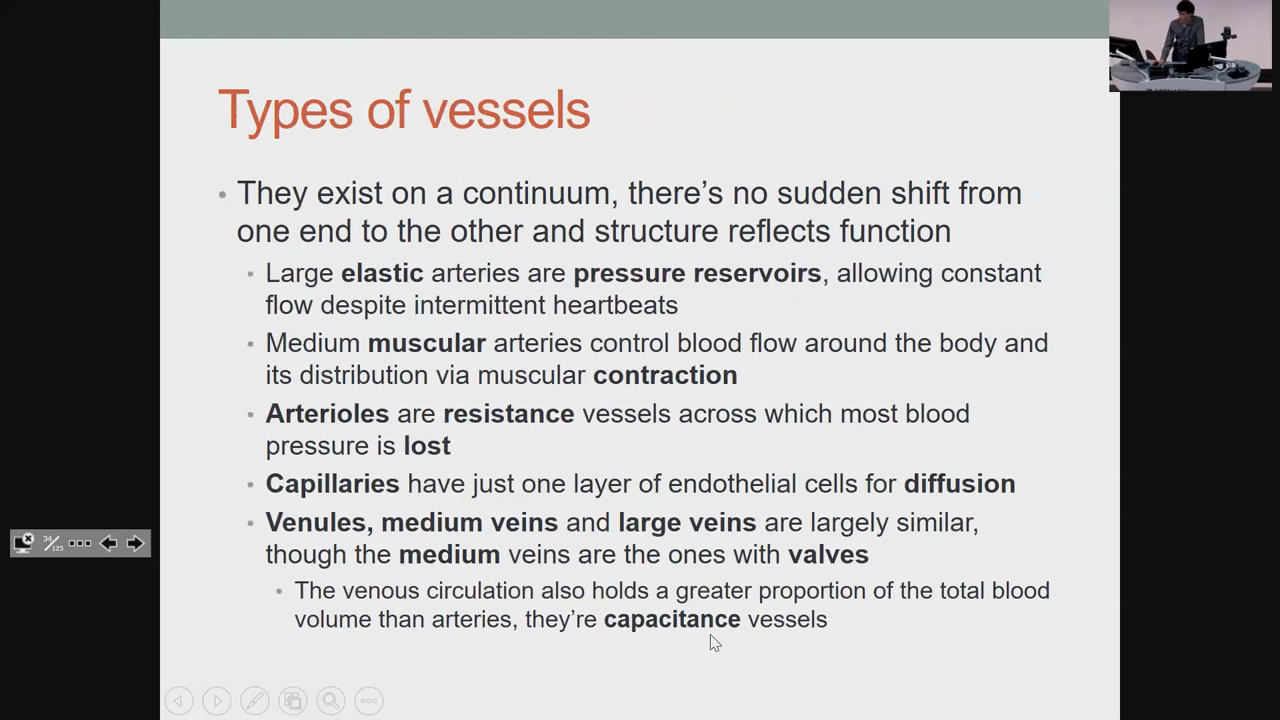 Types of vessels
• They exist on a continuum, there's no sudden shift from
one end to the other and structure reflects function
• Large elastic arteries are pressure reservoirs, allowing constant
flow despite intermittent heartbeats
• Medium muscular arteries control blood flow around the body and
its distribution via muscular contraction
• Arterioles are resistance vessels across which most blood
pressure is lost
• Capillaries have just one layer of endothelial cells for diffusion
• Venules, medium veins and large veins are largely similar,
though the medium veins are the ones with valves
• The venous circulation also holds a greater proportion of the total blood
volume than arteries, they're capacitance vessels
34/125